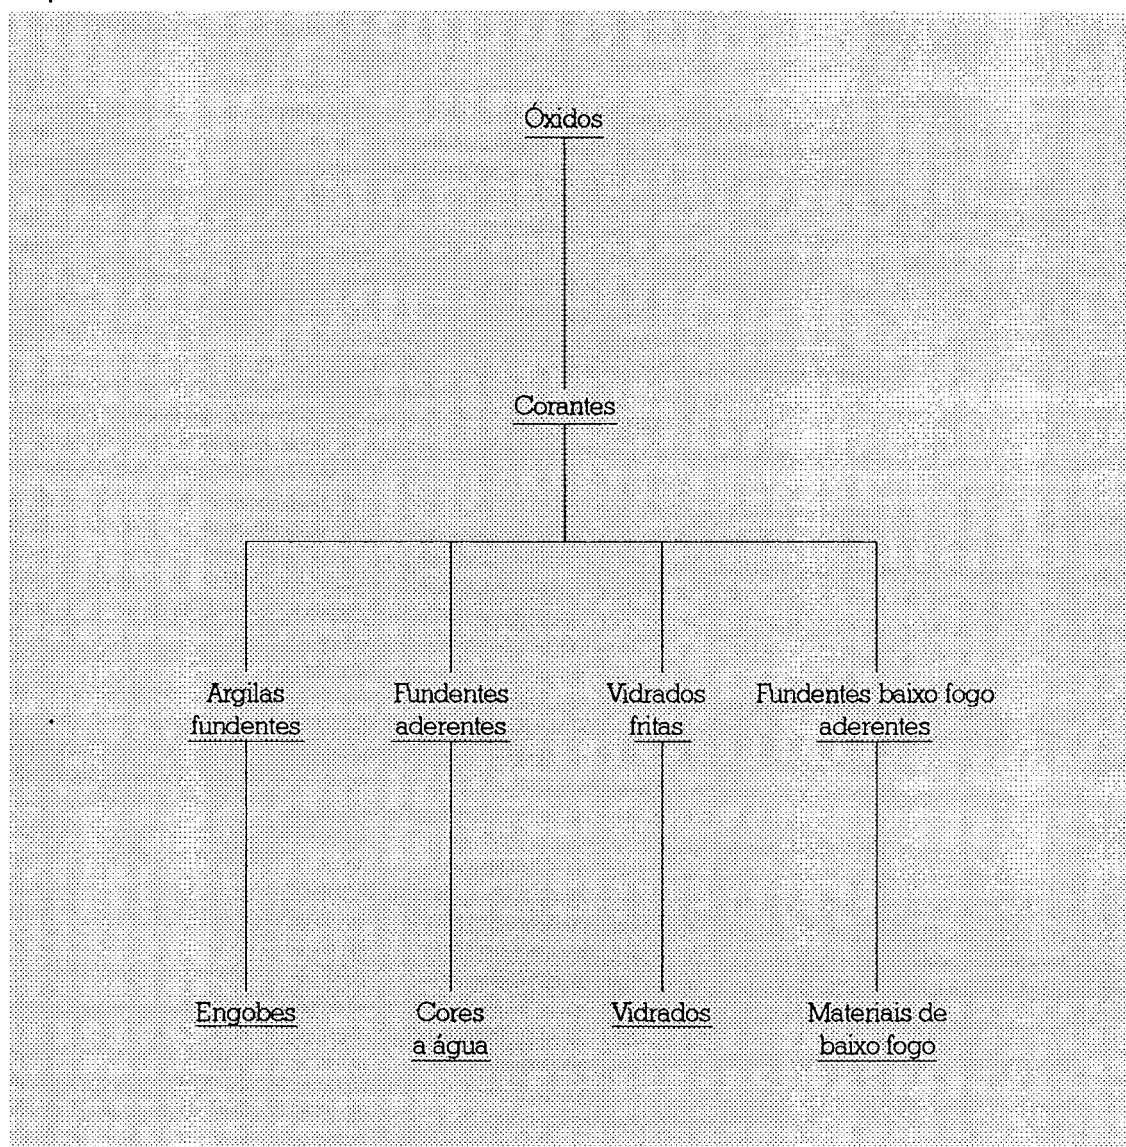 Óxidos
Corantes
Argilas
fundentes
Fundentes
aderentes
Vidrados
fritas
Fundentes baixo fogo
aderentes
Engobes
Cores
a água
Vidrados
Materiais de
baixo fogo